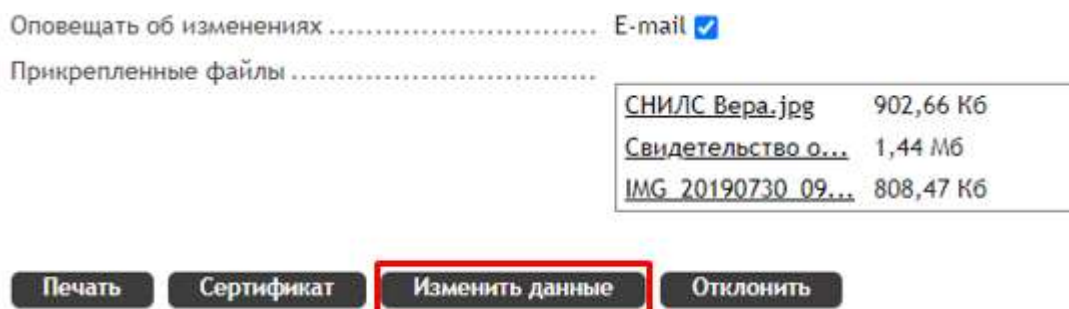 Оповещать об изменениях ............................. E-mail
Прикрепленные файлы .................................
СНИЛС Вера.jpg 902,66 Кб
Свидетельство о... 1,44 Мб
IMG_20190730_09... 808,47 Кб
Печать Сертификат Изменить данные Отклонить